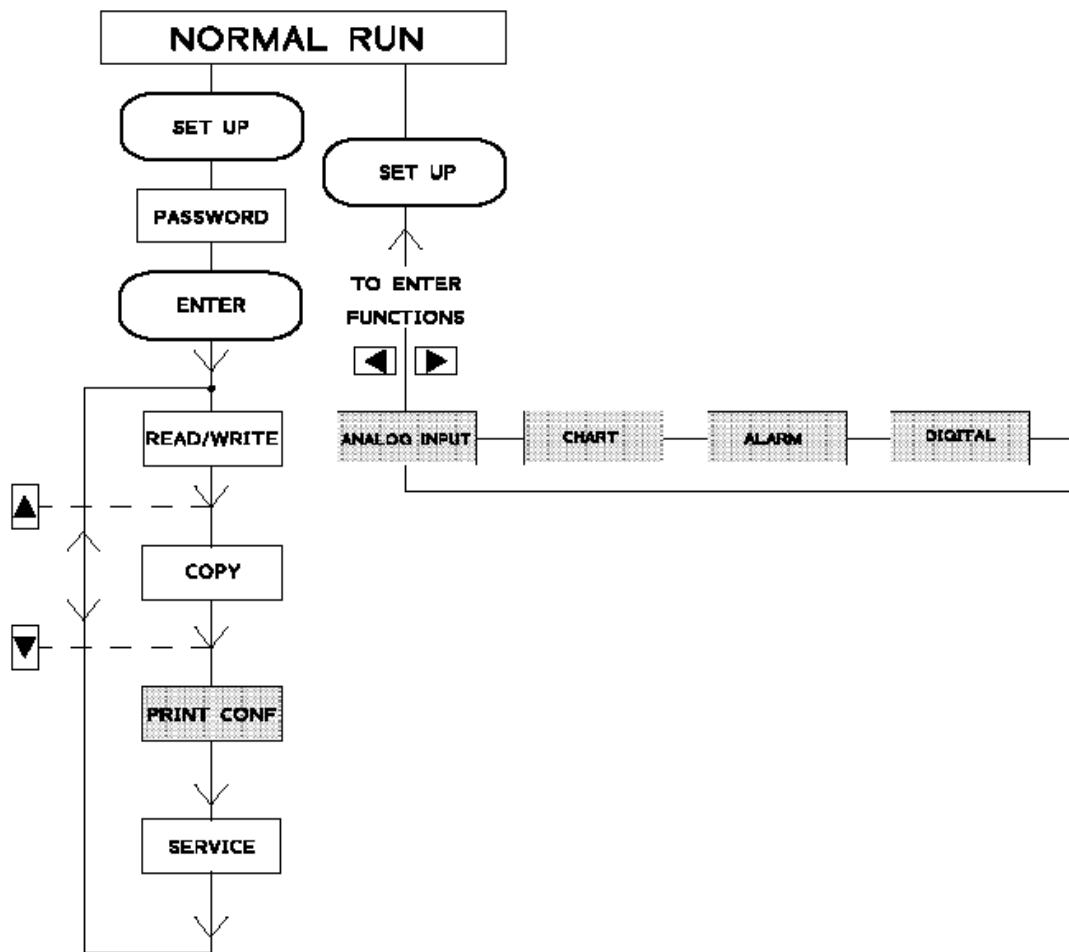 NORMAL RUN
SET UP
SET UP
PASSWORD
TO ENTER
FUNCTIONS
ENTER
READ/WRITE
ANALOG INPUT
CHART
ALARM
DIGITAL
COPY
PRINT CONF
SERVICE